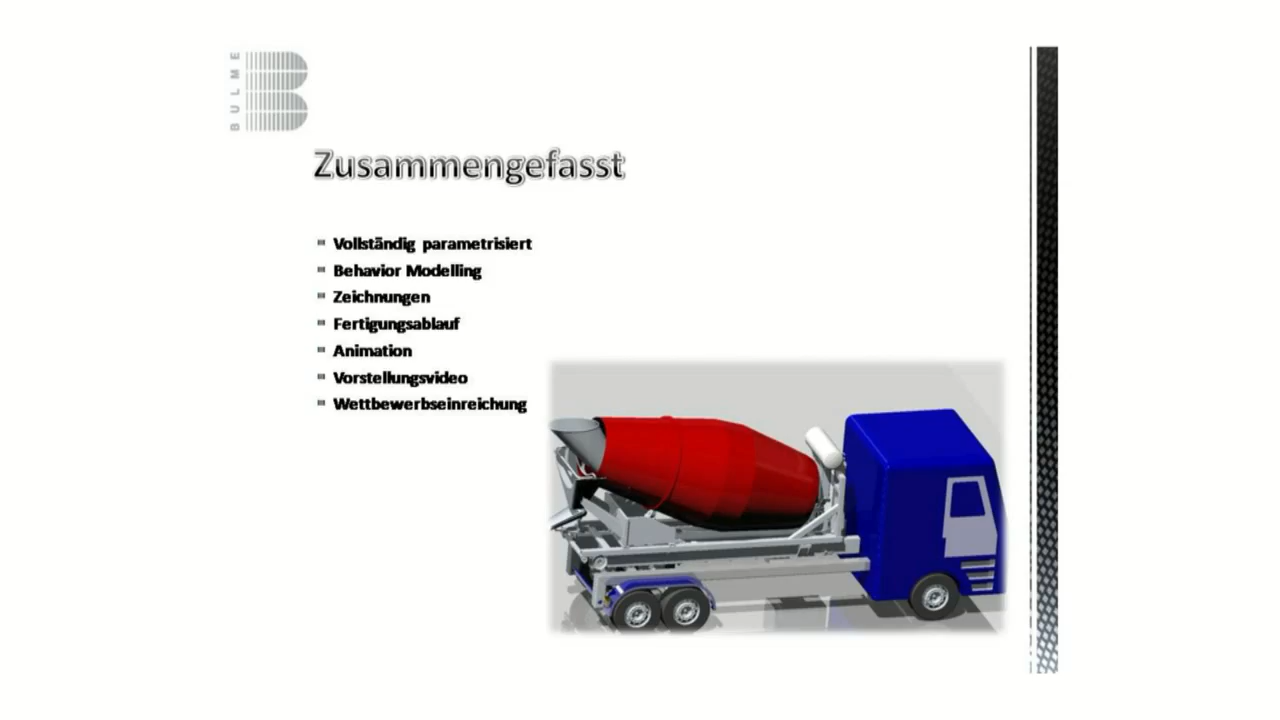 BULME
Zusammengefasst
Vollständig parametrisiert
Behavior Modelling
Zeichnungen
Fertigungsablauf
Animation
Vorstellungsvideo
Wettbewerbseinreichung